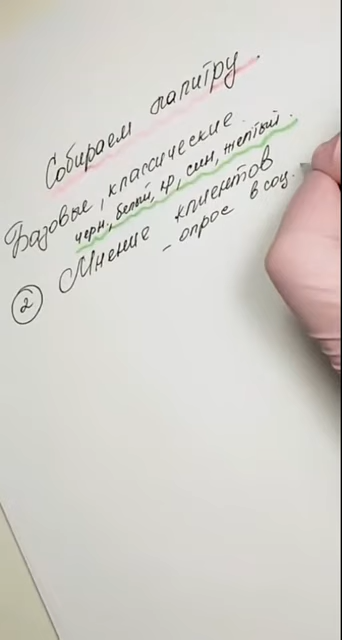 Собираем палитру.
Базовые, классические.
черн, белый, кр, син, желтый.
② Мнение клиентов
- опрос в соц.